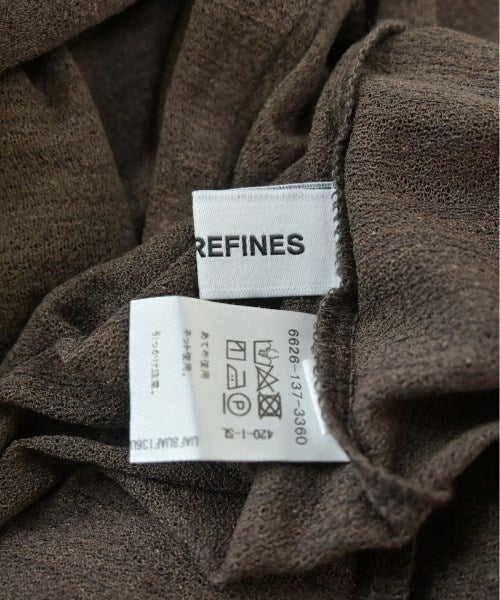 REFINES
6626-137-3360
あて布使用
ネット使用。
引っかけ注意。
420-1-SL
UAF8UAF136U